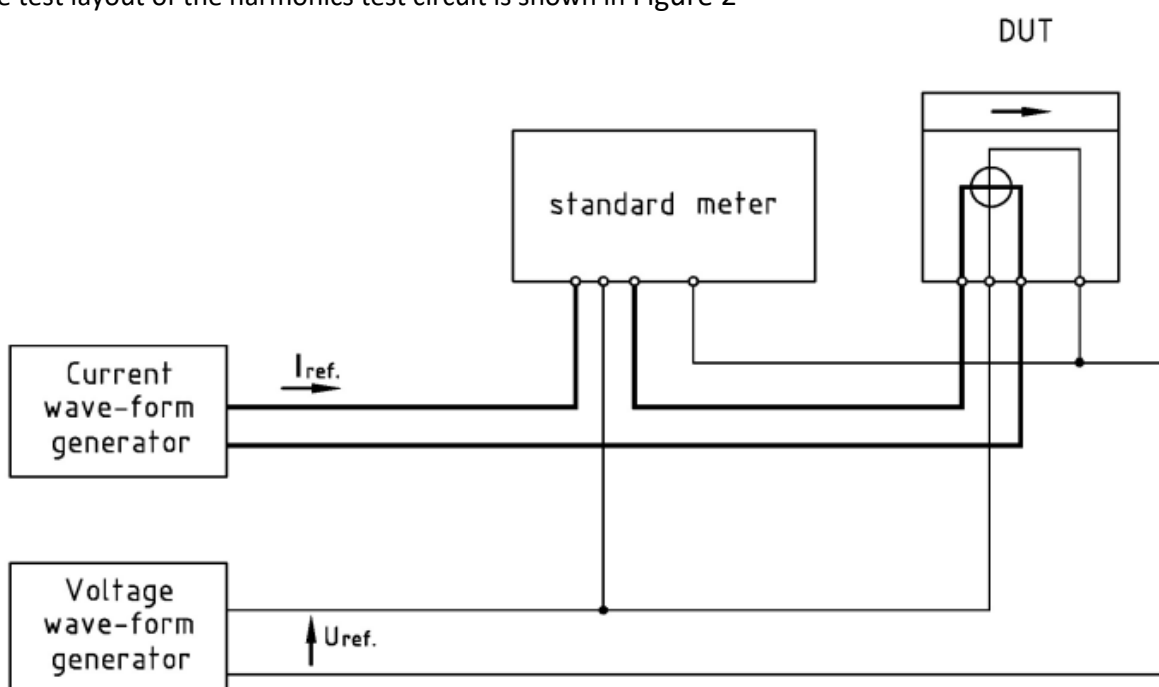 e test layout of the harmonics test circuit is shown in Figure 2
DUT
standard meter
Current
wave-form
generator
Iref.
Voltage
wave-form
generator
Uref.